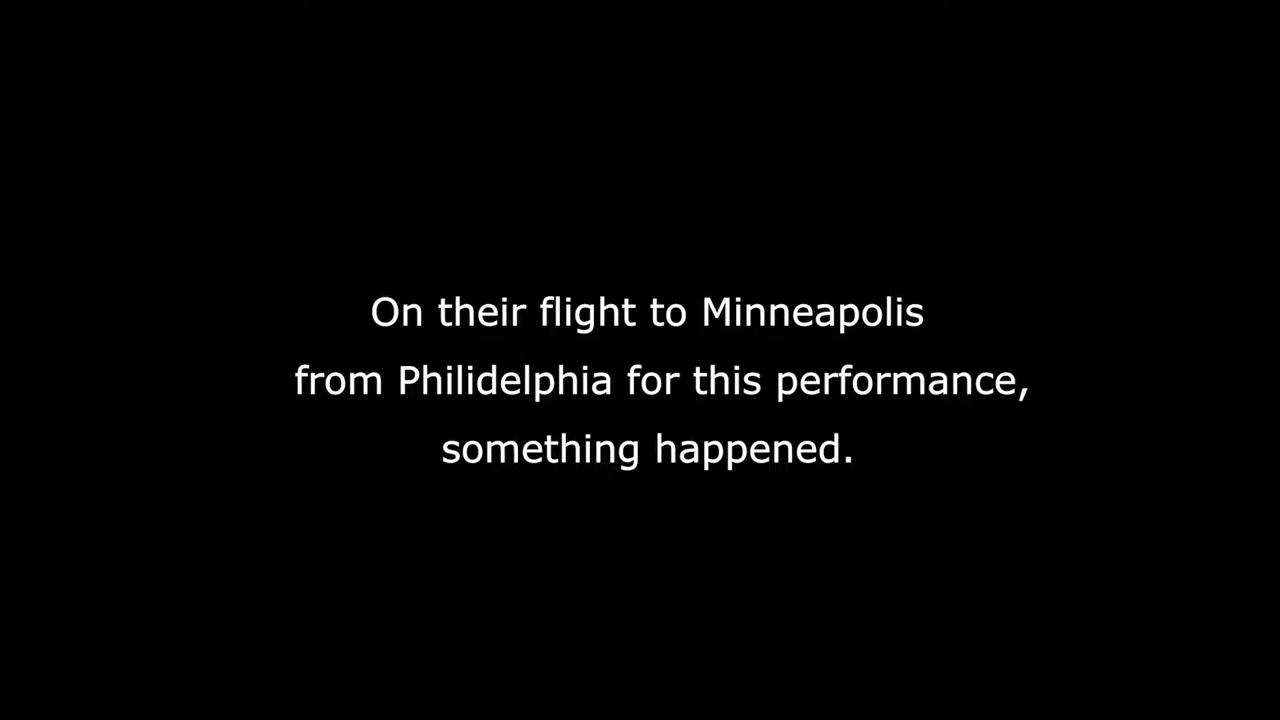 On their flight to Minneapolis
from Philidelphia for this performance,
something happened.